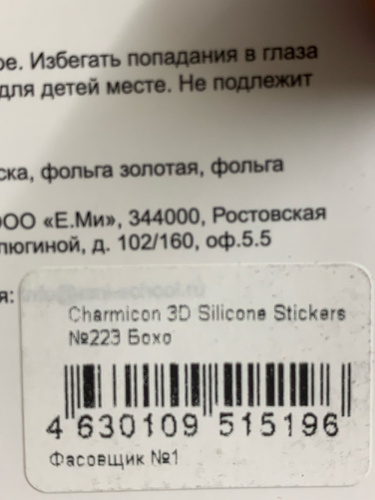 ое. Избегать попадания в глаза
для детей месте. Не подлежит
ска, фольга золотая, фольга
ООО «Е.Ми», 344000, Ростовская
люгиной, д. 102/160, оф.5.5
я:
Charmicon 3D Silicone Stickers
№223 Бохо
4 630109 515196
Фасовщик №1